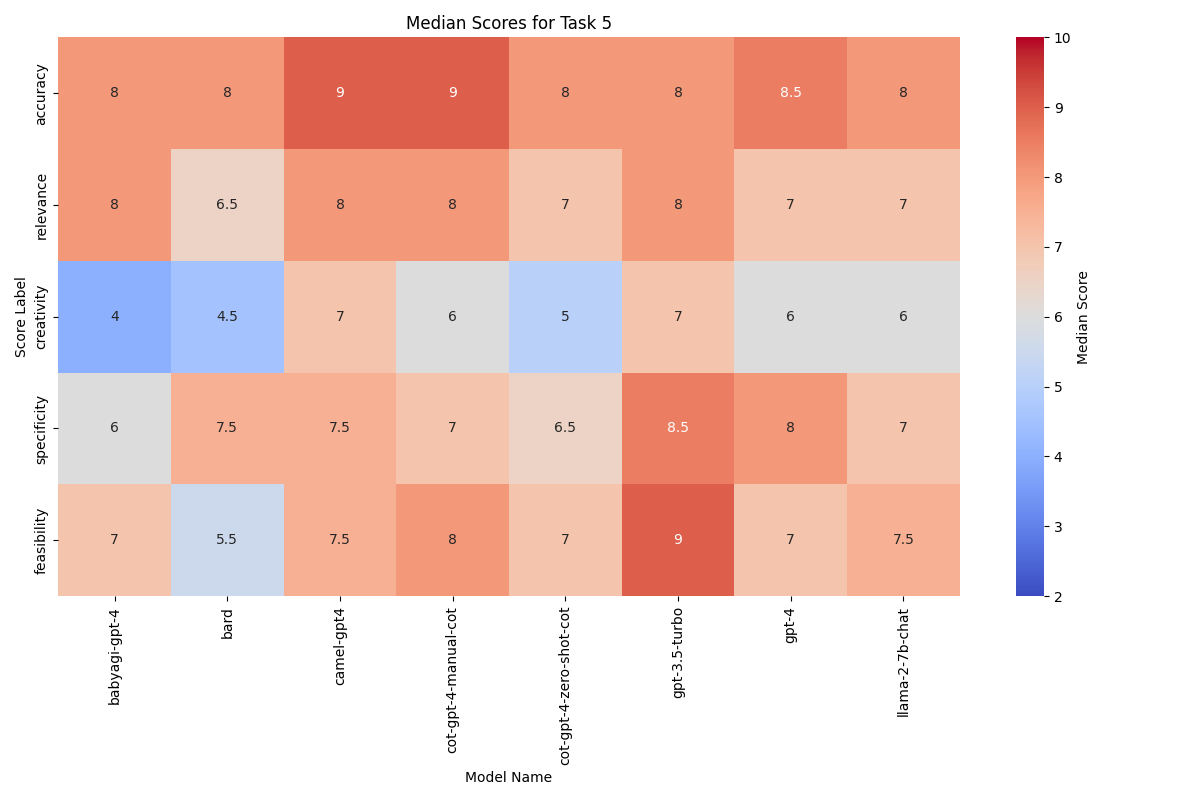 Median Scores for Task 5
Score Label
accuracy
8 8 9 9 8 8 8.5 8
relevance
8 6.5 8 8 7 8 7 7
creativity
4 4.5 7 6 5 7 6 6
specificity
6 7.5 7.5 7 6.5 8.5 8 7
feasibility
7 5.5 7.5 8 7 9 7 7.5
babyagi-gpt-4
bard
camel-gpt4
cot-gpt-4-manual-cot
cot-gpt-4-zero-shot-cot
gpt-3.5-turbo
gpt-4
llama-2-7b-chat
Model Name
10
9
8
7
6
5
4
3
2
Median Score